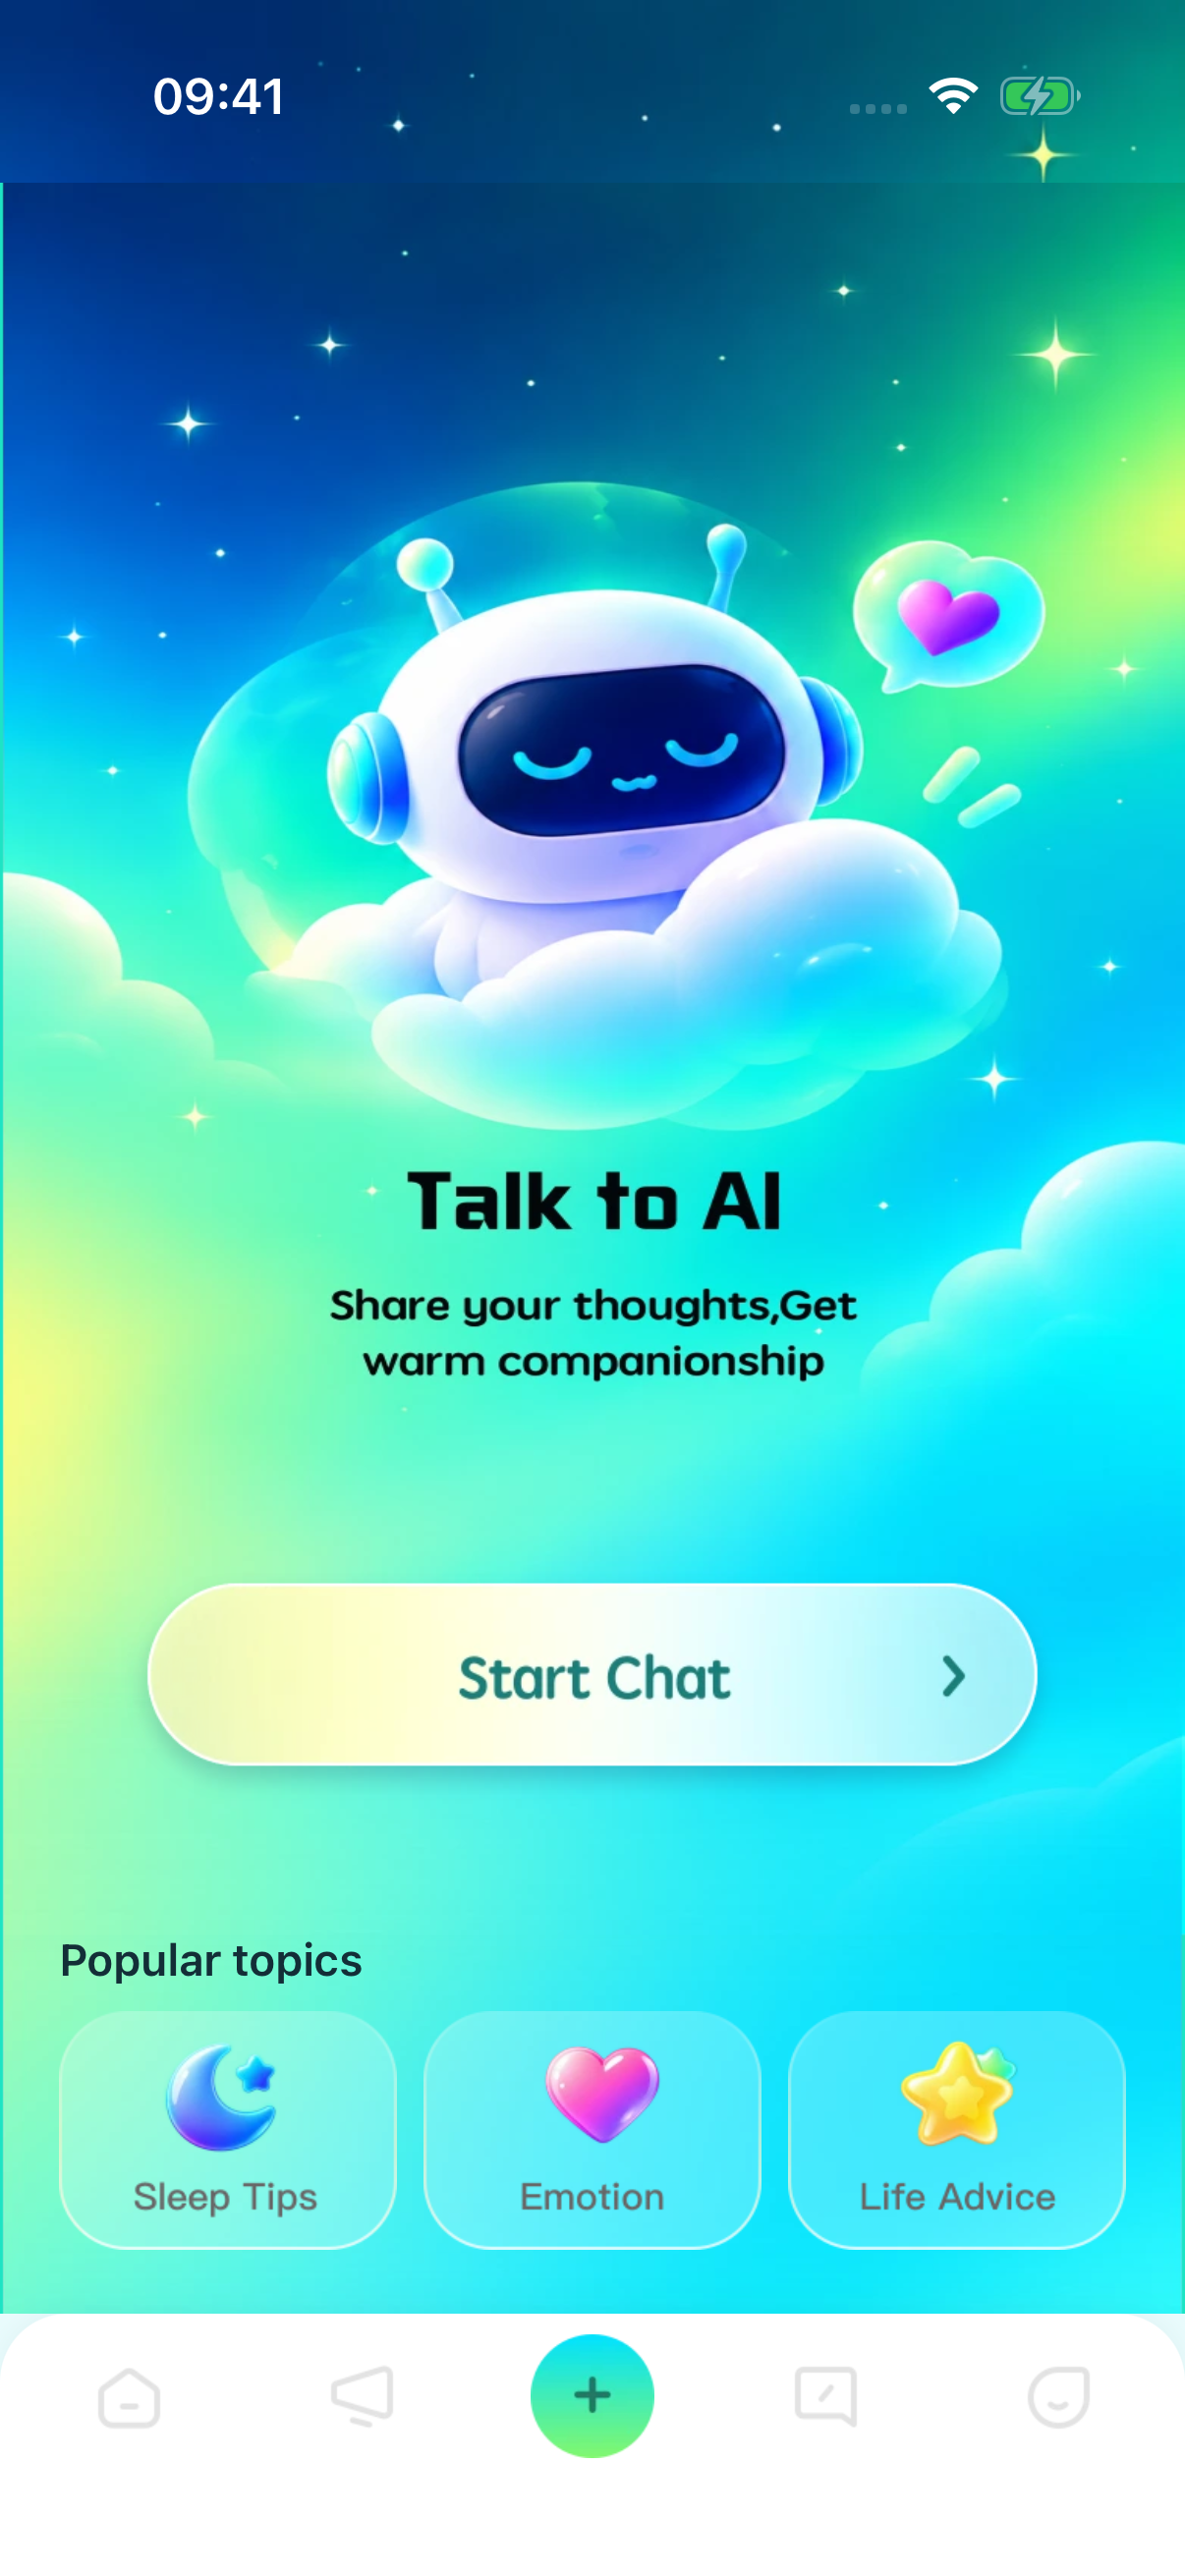 09:41
Talk to AI
Share your thoughts,Get
warm companionship
Start Chat
Popular topics
Sleep Tips
Emotion
Life Advice